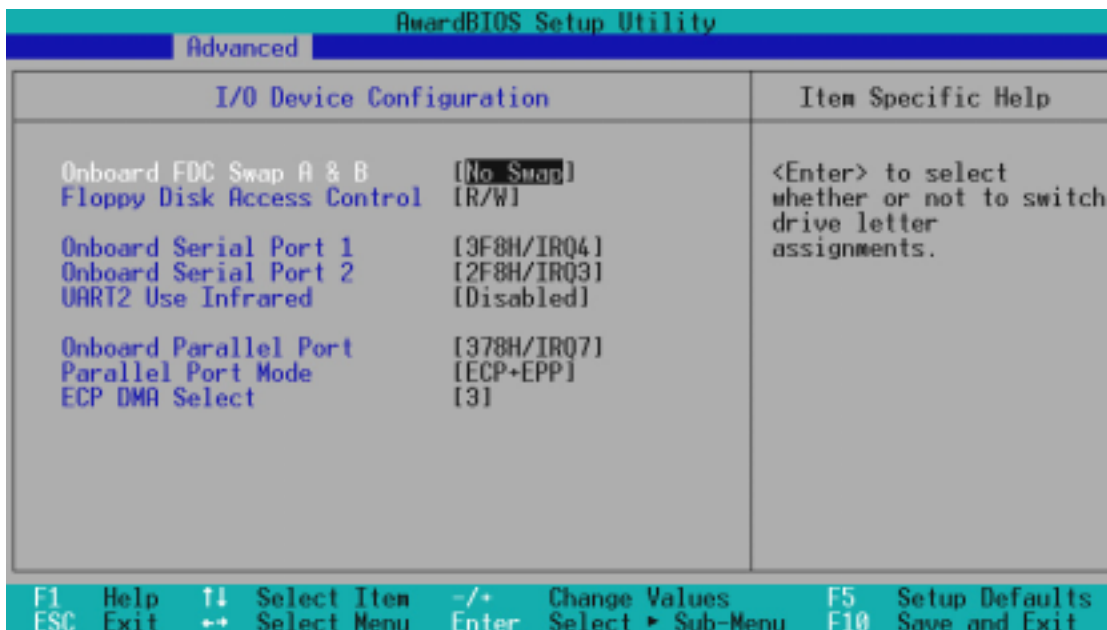 AwardBIOS Setup Utility
Advanced
I/O Device Configuration
Item Specific Help
Onboard FDC Swap A & B [No Swap]
Floppy Disk Access Control [R/W]
Onboard Serial Port 1 [3F8H/IRQ4]
Onboard Serial Port 2 [2F8H/IRQ3]
UART2 Use Infrared [Disabled]
Onboard Parallel Port [378H/IRQ7]
Parallel Port Mode [ECP+EPP]
ECP DMA Select [3]
<Enter> to select
whether or not to switch
drive letter
assignments.
F1 Help ↑↓ Select Item -/+ Change Values F5 Setup Defaults
ESC Exit ←→ Select Menu Enter Select ► Sub-Menu F10 Save and Exit